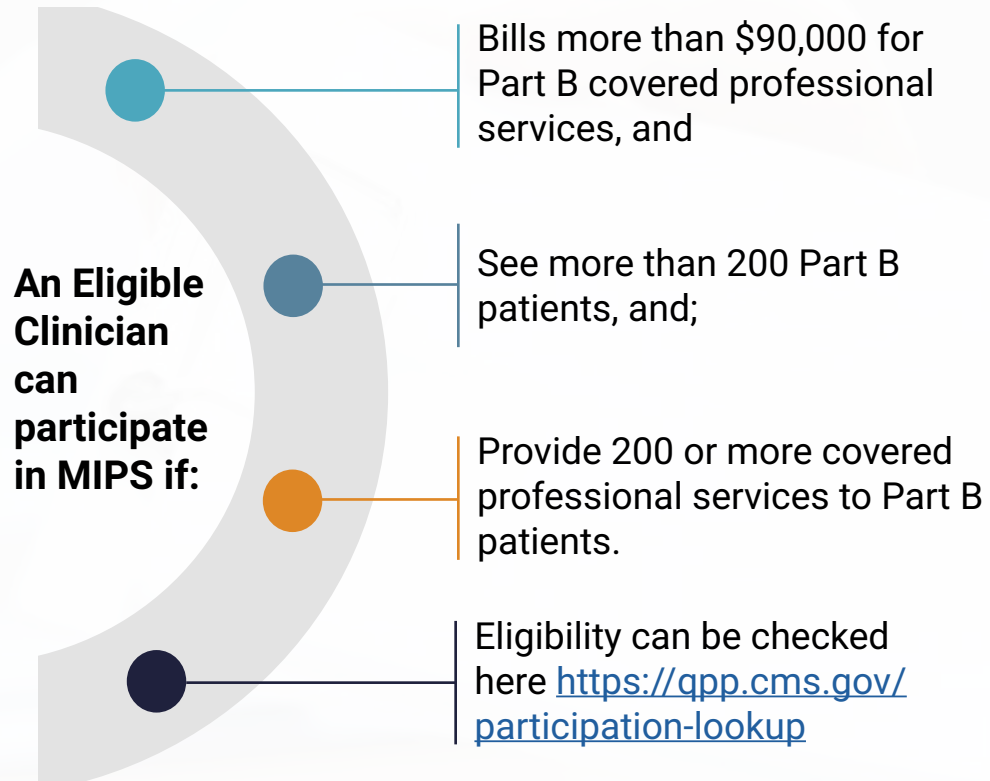 An Eligible
Clinician
can
participate
in MIPS if:
Bills more than $90,000 for
Part B covered professional
services, and
See more than 200 Part B
patients, and;
Provide 200 or more covered
professional services to Part B
patients.
Eligibility can be checked
here https://qpp.cms.gov/
participation-lookup